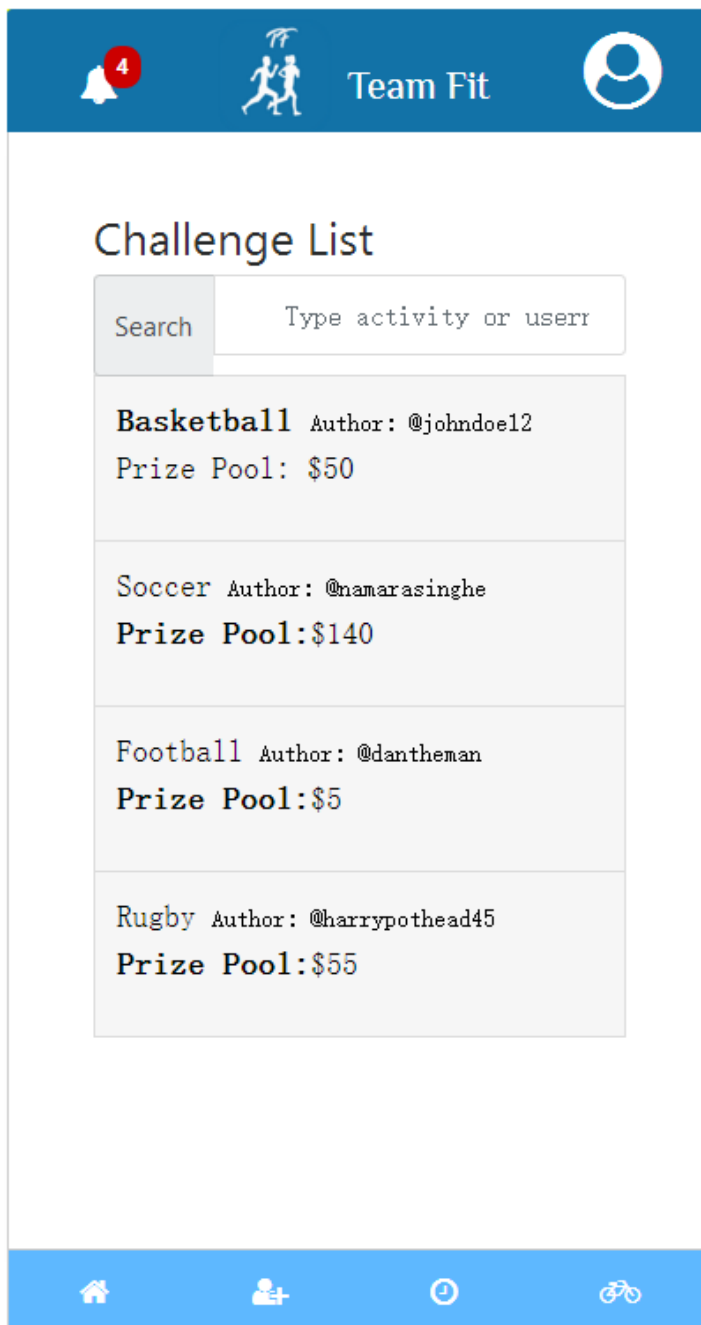 4
TF
Team Fit
Challenge List
Search
Type activity or
Basketball Author: @johndoe12
Prize Pool: $50
Soccer Author: @namarasinghe
Prize Pool:$140
Football Author: @dantheman
Prize Pool:$5
Rugby Author: @harrypothead45
Prize Pool:$55